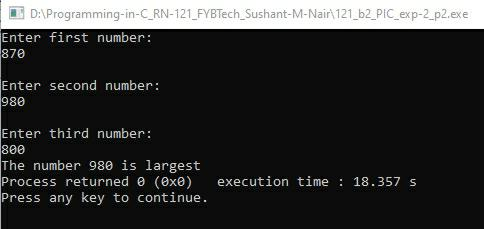 D:\Programming-in-C_RN-121_FYBTech_Sushant-M-Nair\121_b2_PIC_exp-2_p2.exe
Enter first number:
870
Enter second number:
980
Enter third number:
800
The number 980 is largest
Process returned 0 (0x0)   execution time : 18.357 s
Press any key to continue.